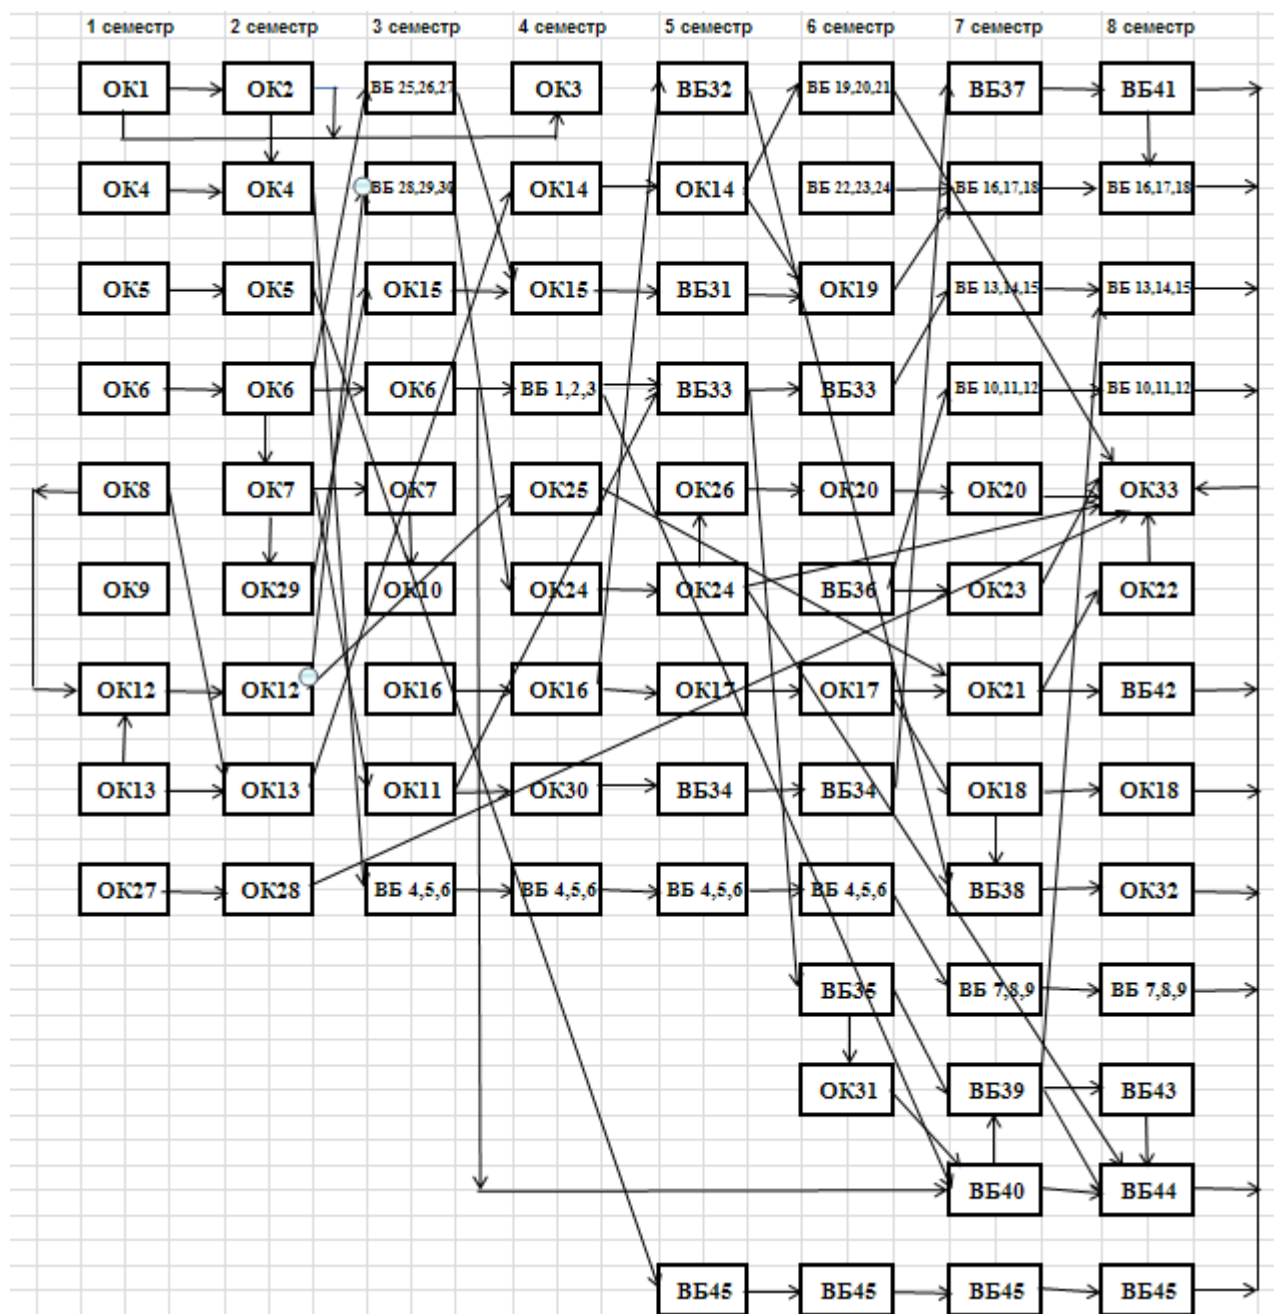 1 семестр 2 семестр 3 семестр 4 семестр 5 семестр 6 семестр 7 семестр 8 семестр
ОК1 ОК2 ВБ 25,26,27 ОК3 ВБ32 ВБ 19,20,21 ВБ37 ВБ41
ОК4 ОК4 ВБ 28,29,30 ОК14 ОК14 ВБ 22,23,24 ВБ 16,17,18 ВБ 16,17,18
ОК5 ОК5 ОК15 ОК15 ВБ31 ОК19 ВБ 13,14,15 ВБ 13,14,15
ОК6 ОК6 ОК6 ВБ 1,2,3 ВБ33 ВБ33 ВБ 10,11,12 ВБ 10,11,12
ОК8 ОК7 ОК7 ОК25 ОК26 ОК20 ОК20 ОК33
ОК9 ОК29 ОК10 ОК24 ОК24 ВБ36 ОК23 ОК22
ОК12 ОК12 ОК16 ОК16 ОК17 ОК17 ОК21 ВБ42
ОК13 ОК13 ОК11 ОК30 ВБ34 ВБ34 ОК18 ОК18
ОК27 ОК28 ВБ 4,5,6 ВБ 4,5,6 ВБ 4,5,6 ВБ 4,5,6 ВБ38 ОК32
ВБ35 ВБ 7,8,9 ВБ 7,8,9
ОК31 ВБ39 ВБ43
ВБ40 ВБ44
ВБ45 ВБ45 ВБ45 ВБ45